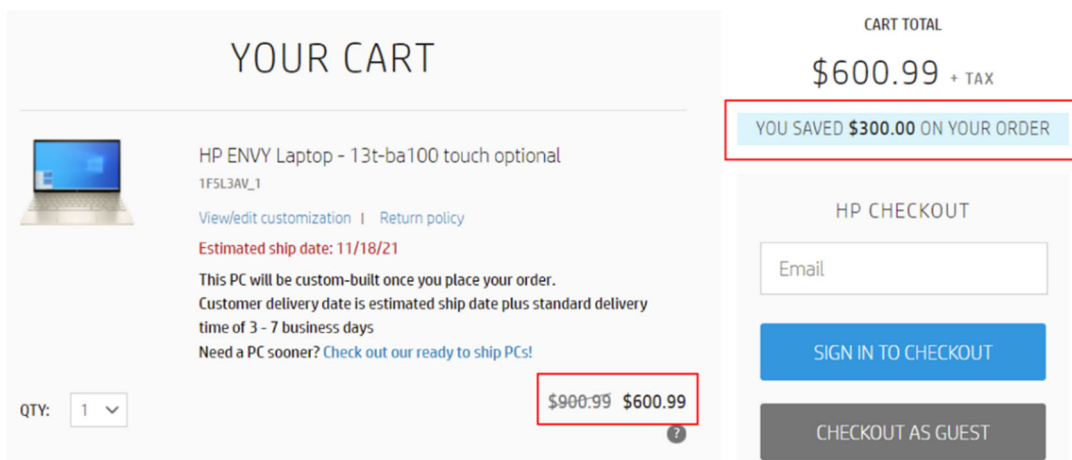 YOUR CART
HP ENVY Laptop - 13t-ba100 touch optional
1F5L3AV_1
View/edit customization | Return policy
Estimated ship date: 11/18/21
This PC will be custom-built once you place your order.
Customer delivery date is estimated ship date plus standard delivery
time of 3 - 7 business days
Need a PC sooner? Check out our ready to ship PCs!
QTY: 1
$900.99 $600.99
?
CART TOTAL
$600.99 + TAX
YOU SAVED $300.00 ON YOUR ORDER
HP CHECKOUT
Email
SIGN IN TO CHECKOUT
CHECKOUT AS GUEST